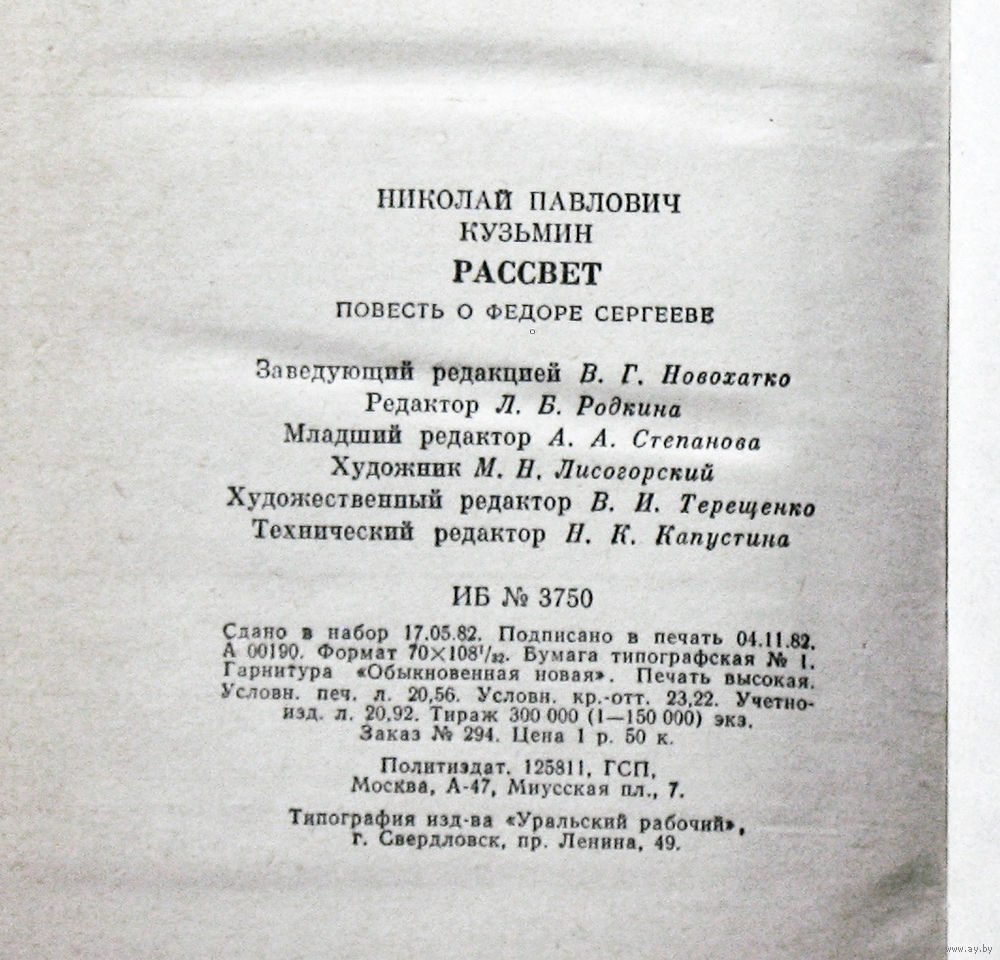 НИКОЛАЙ ПАВЛОВИЧ
КУЗЬМИН
РАССВЕТ
ПОВЕСТЬ О ФЕДОРЕ СЕРГЕЕВЕ
Заведующий редакцией В. Г. Новохатко
Редактор Л. Б. Родкина
Младший редактор А. А. Степанова
Художник М. Н. Лисогорский
Художественный редактор В. И. Терещенко
Технический редактор Н. К. Капустина
ИБ № 3750
Сдано в набор 17.05.82. Подписано в печать 04.11.82.
А 00190. Формат 70×108¹/₃₂. Бумага типографская № 1.
Гарнитура «Обыкновенная новая». Печать высокая.
Условн. печ. л. 20,56. Условн. кр.-отт. 23,22. Учетно-
изд. л. 20,92. Тираж 300 000 (1—150 000) экз.
Заказ № 294. Цена 1 р. 50 к.
Политиздат. 125811, ГСП,
Москва, А-47, Миусская пл., 7.
Типография изд-ва «Уральский рабочий»,
г. Свердловск, пр. Ленина, 49.
www.ay.by